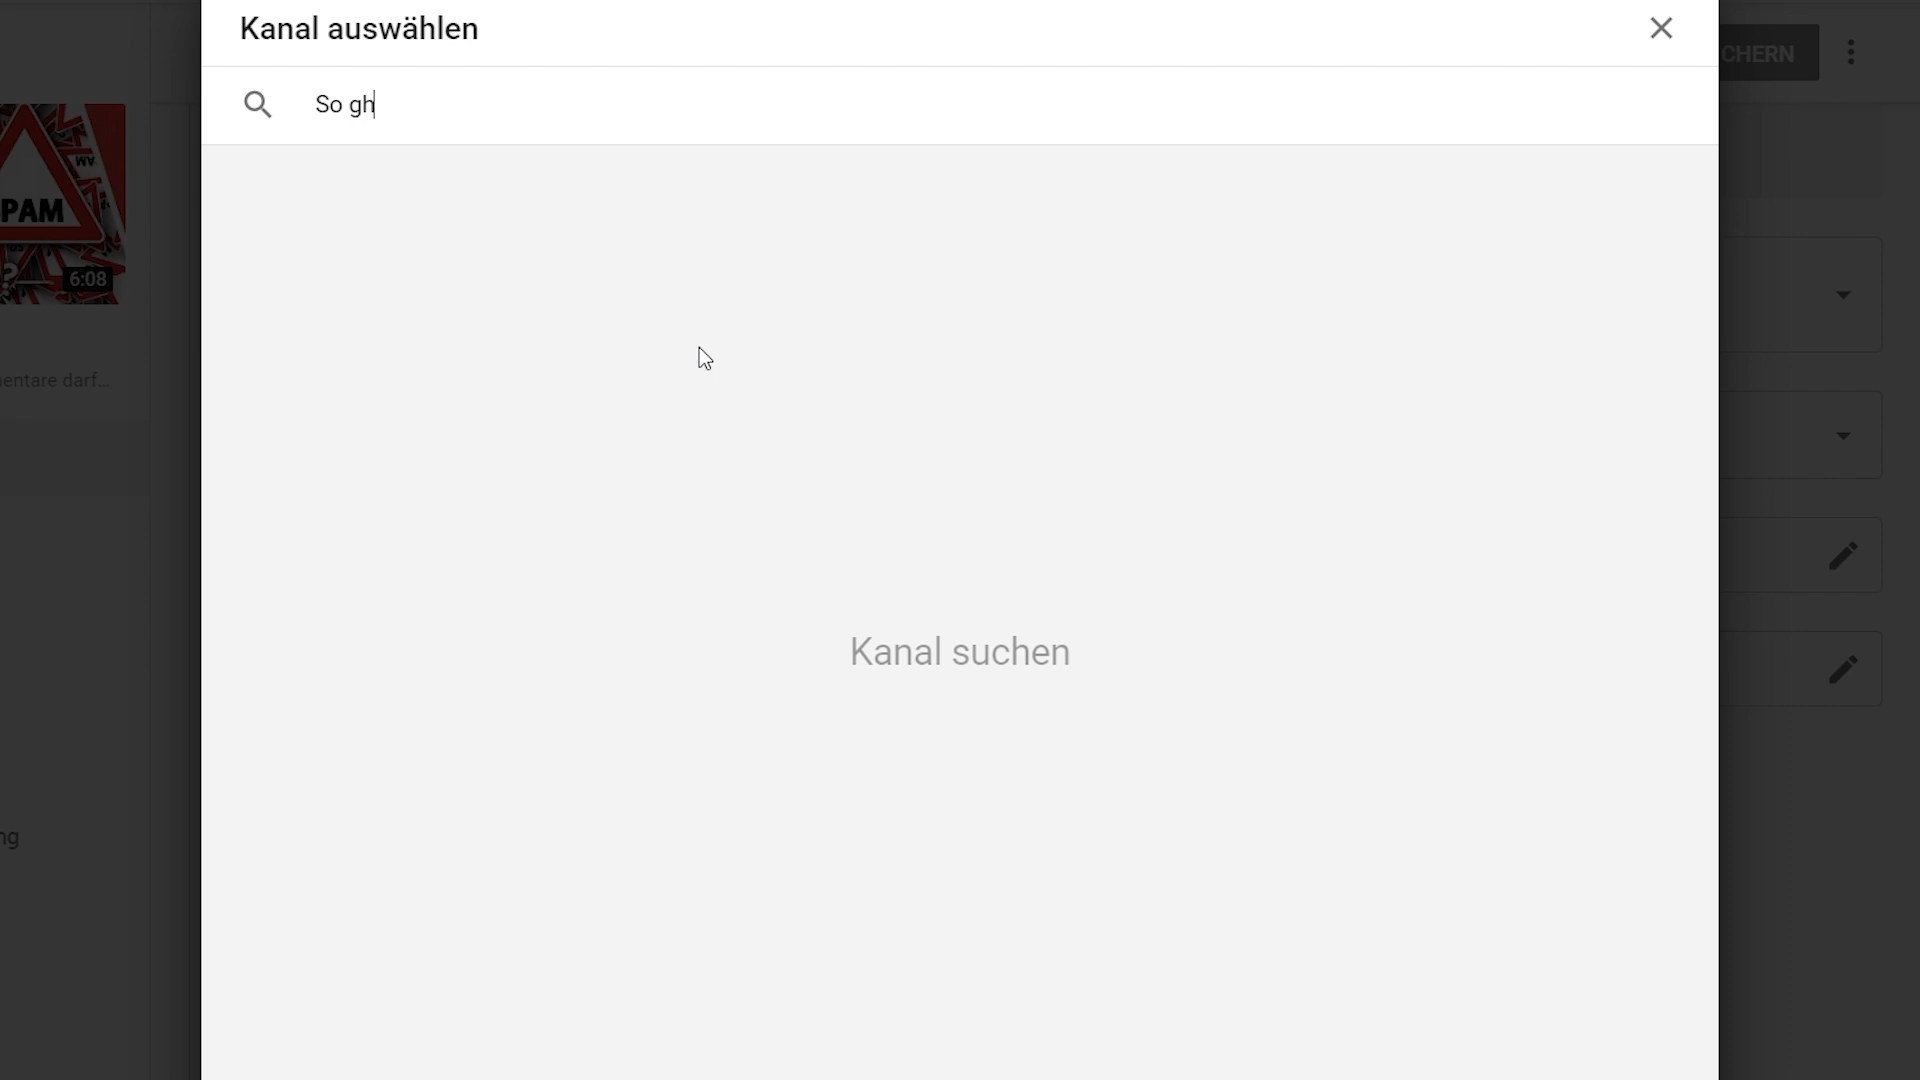 Kanal auswählen
CHERN
So gh
PAM
6:08
entare darf...
Kanal suchen
ng